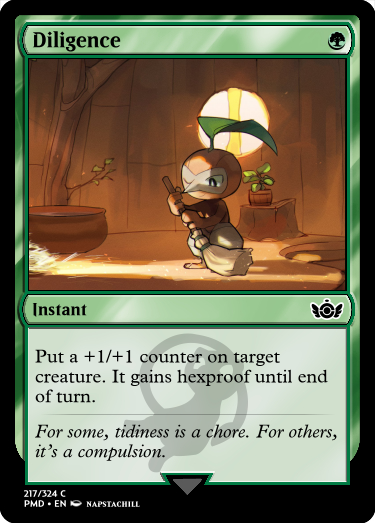 Diligence
Instant
Put a +1/+1 counter on target
creature. It gains hexproof until end
of turn.
For some, tidiness is a chore. For others,
it's a compulsion.
217/324 C
PMD • EN NAPSTACHILL